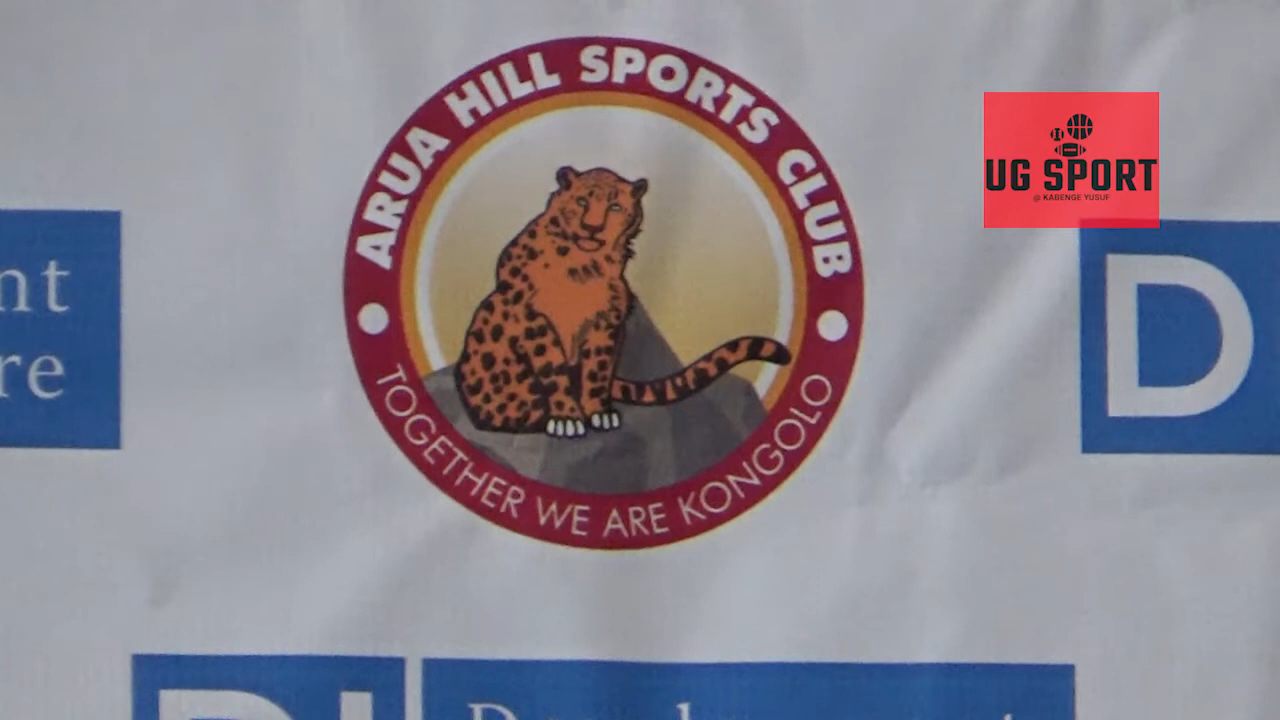 ARUA HILL SPORTS CLUB
TOGETHER WE ARE KONGOLO
UG SPORT
@ KABENGE YUSUF
nt
re
D